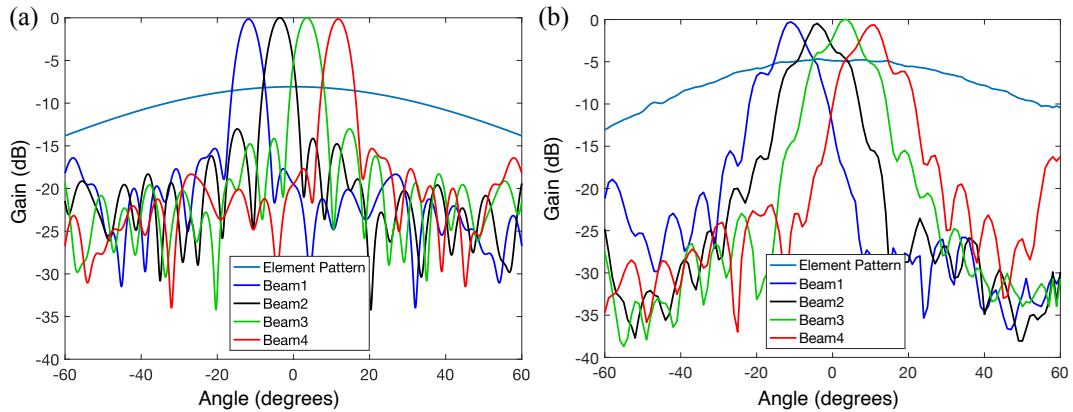 (a)
0
-5
-10
-15
-20
-25
-30
-35
-40
Gain (dB)
-60 -40 -20 0 20 40 60
Angle (degrees)
Element Pattern
Beam1
Beam2
Beam3
Beam4
(b)
0
-5
-10
-15
-20
-25
-30
-35
-40
Gain (dB)
-60 -40 -20 0 20 40 60
Angle (degrees)
Element Pattern
Beam1
Beam2
Beam3
Beam4